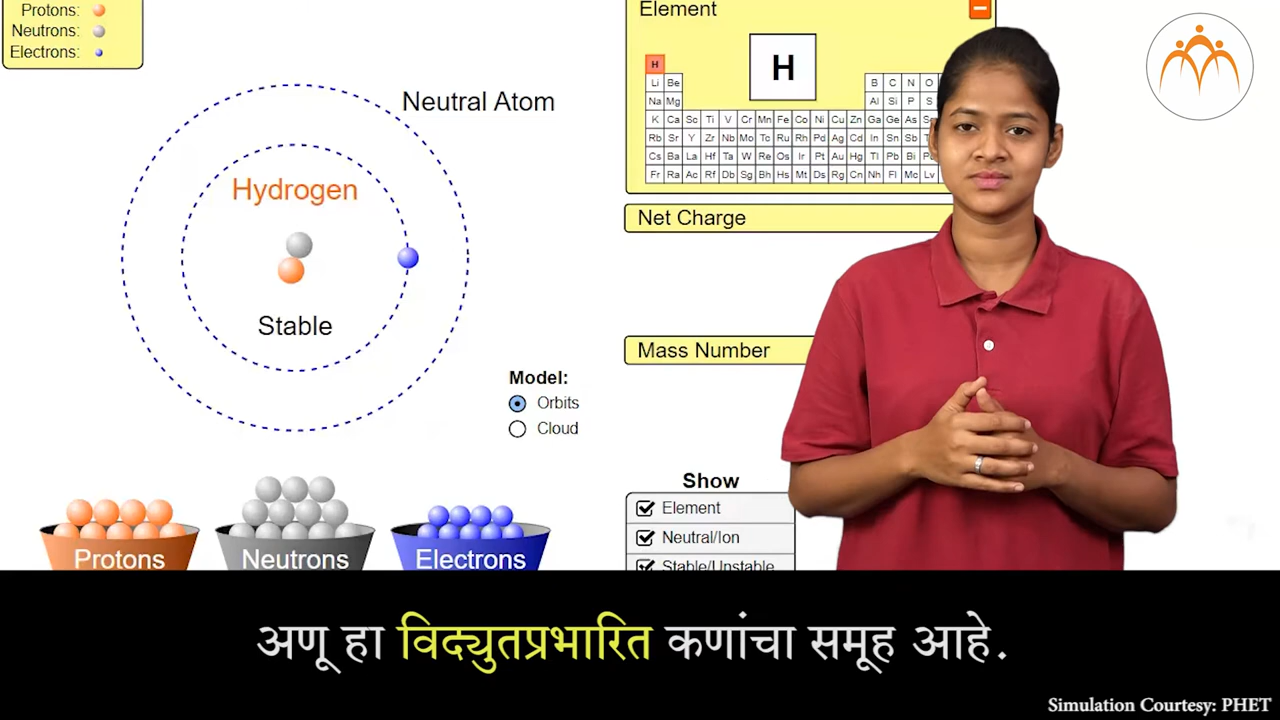 Protons:
Neutrons:
Electrons:
Element
H
H
Li Be B C N O
Na Mg Al Si P S
K Ca Sc Ti V Cr Mn Fe Co Ni Cu Zn Ga Ge As
Rb Sr Y Zr Nb Mo Tc Ru Rh Pd Ag Cd In Sn Sb
Cs Ba La Hf Ta W Re Os Ir Pt Au Hg Tl Pb Bi
Fr Ra Ac Rf Db Sg Bh Hs Mt Ds Rg Cn Nh Fl Mc Lv
Neutral Atom
Hydrogen
Stable
Net Charge
Mass Number
Model:
Orbits
Cloud
Show
Element
Neutral/Ion
Stable/Unstable
Protons
Neutrons
Electrons
अणू हा विद्युतप्रभारित कणांचा समूह आहे.
Simulation Courtesy: PHET